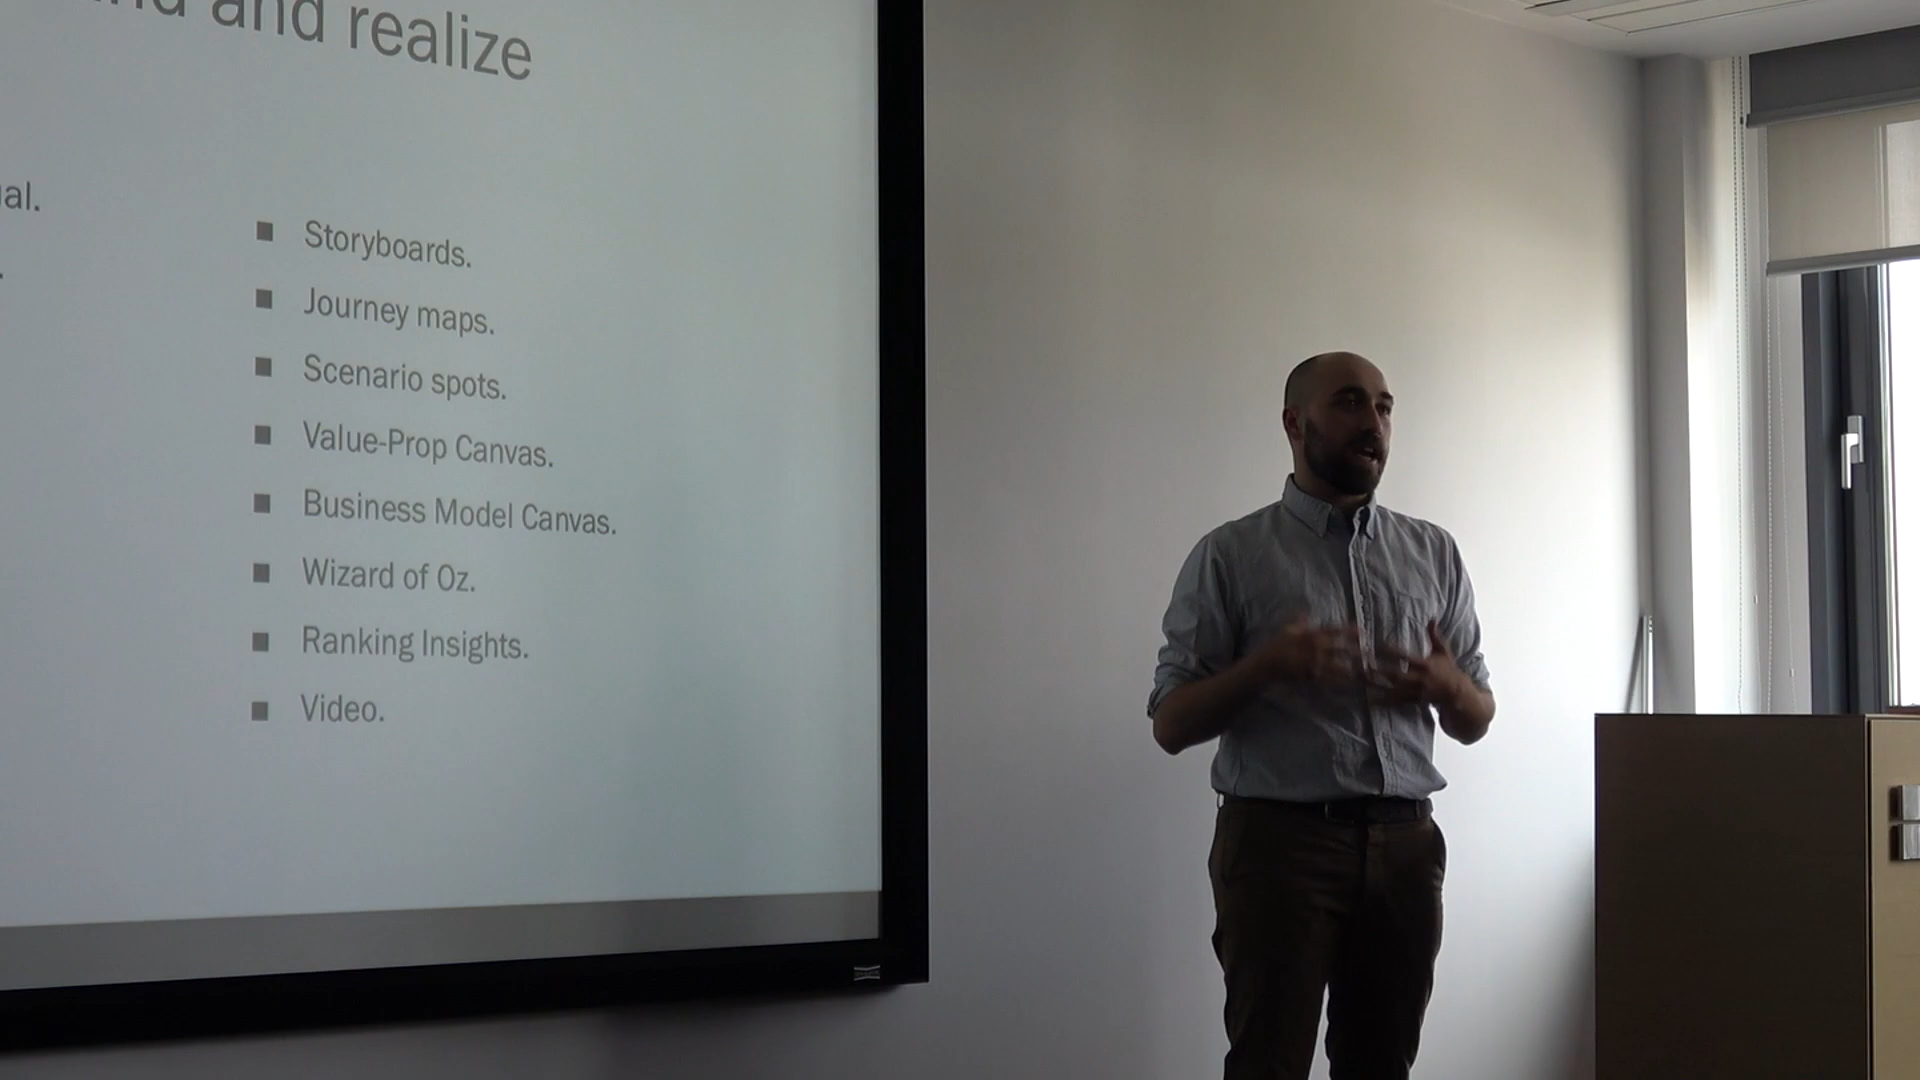 and realize
Storyboards.
Journey maps.
Scenario spots.
Value-Prop Canvas.
Business Model Canvas.
Wizard of Oz.
Ranking Insights.
Video.